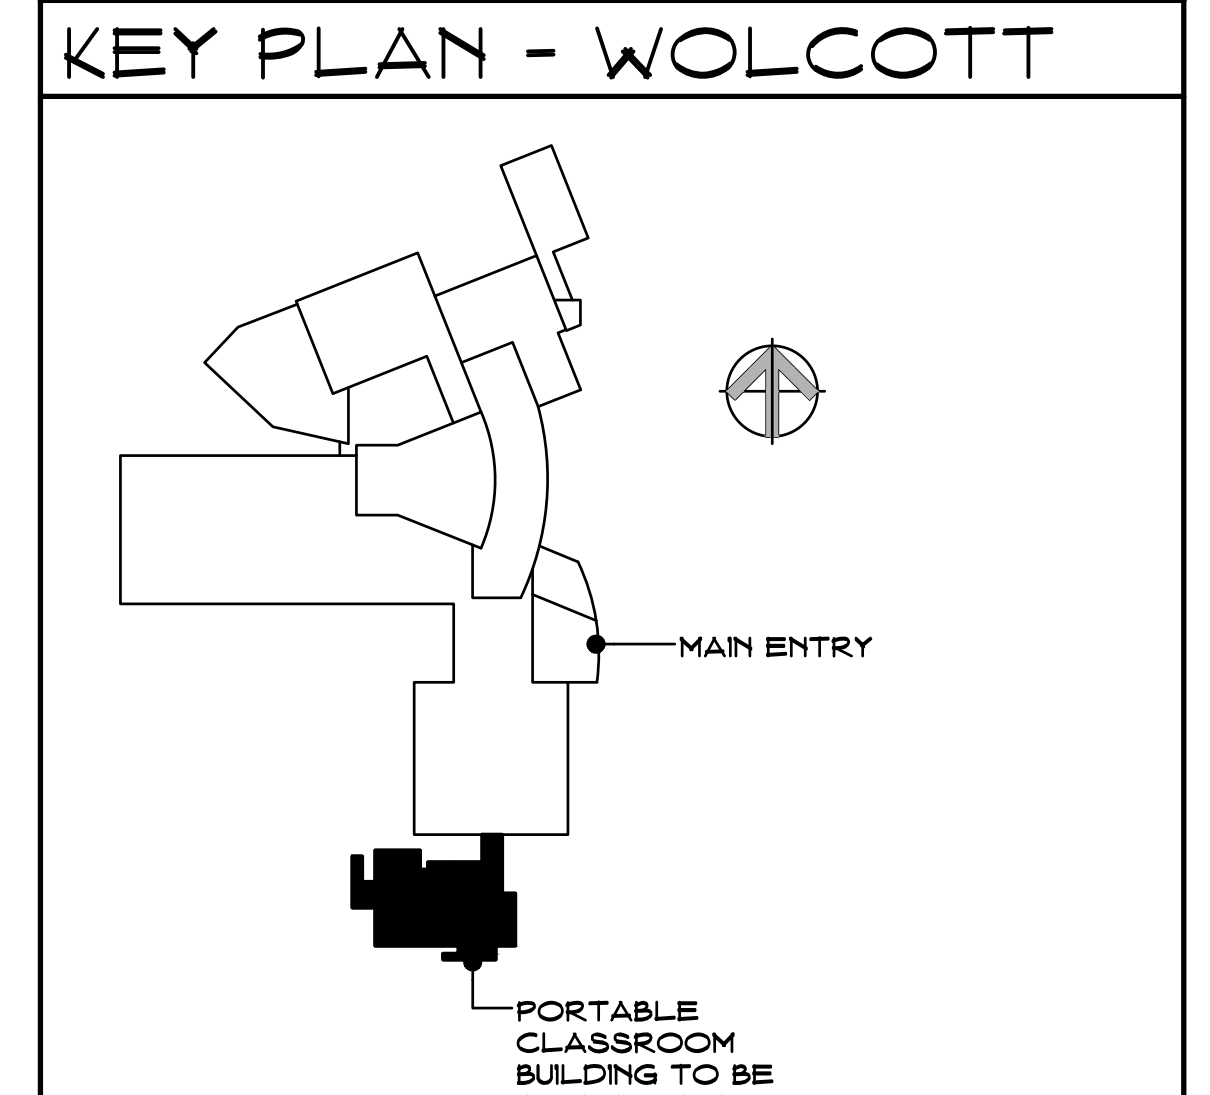 KEY PLAN - WOLCOTT
MAIN ENTRY
PORTABLE
CLASSROOM
BUILDING TO BE